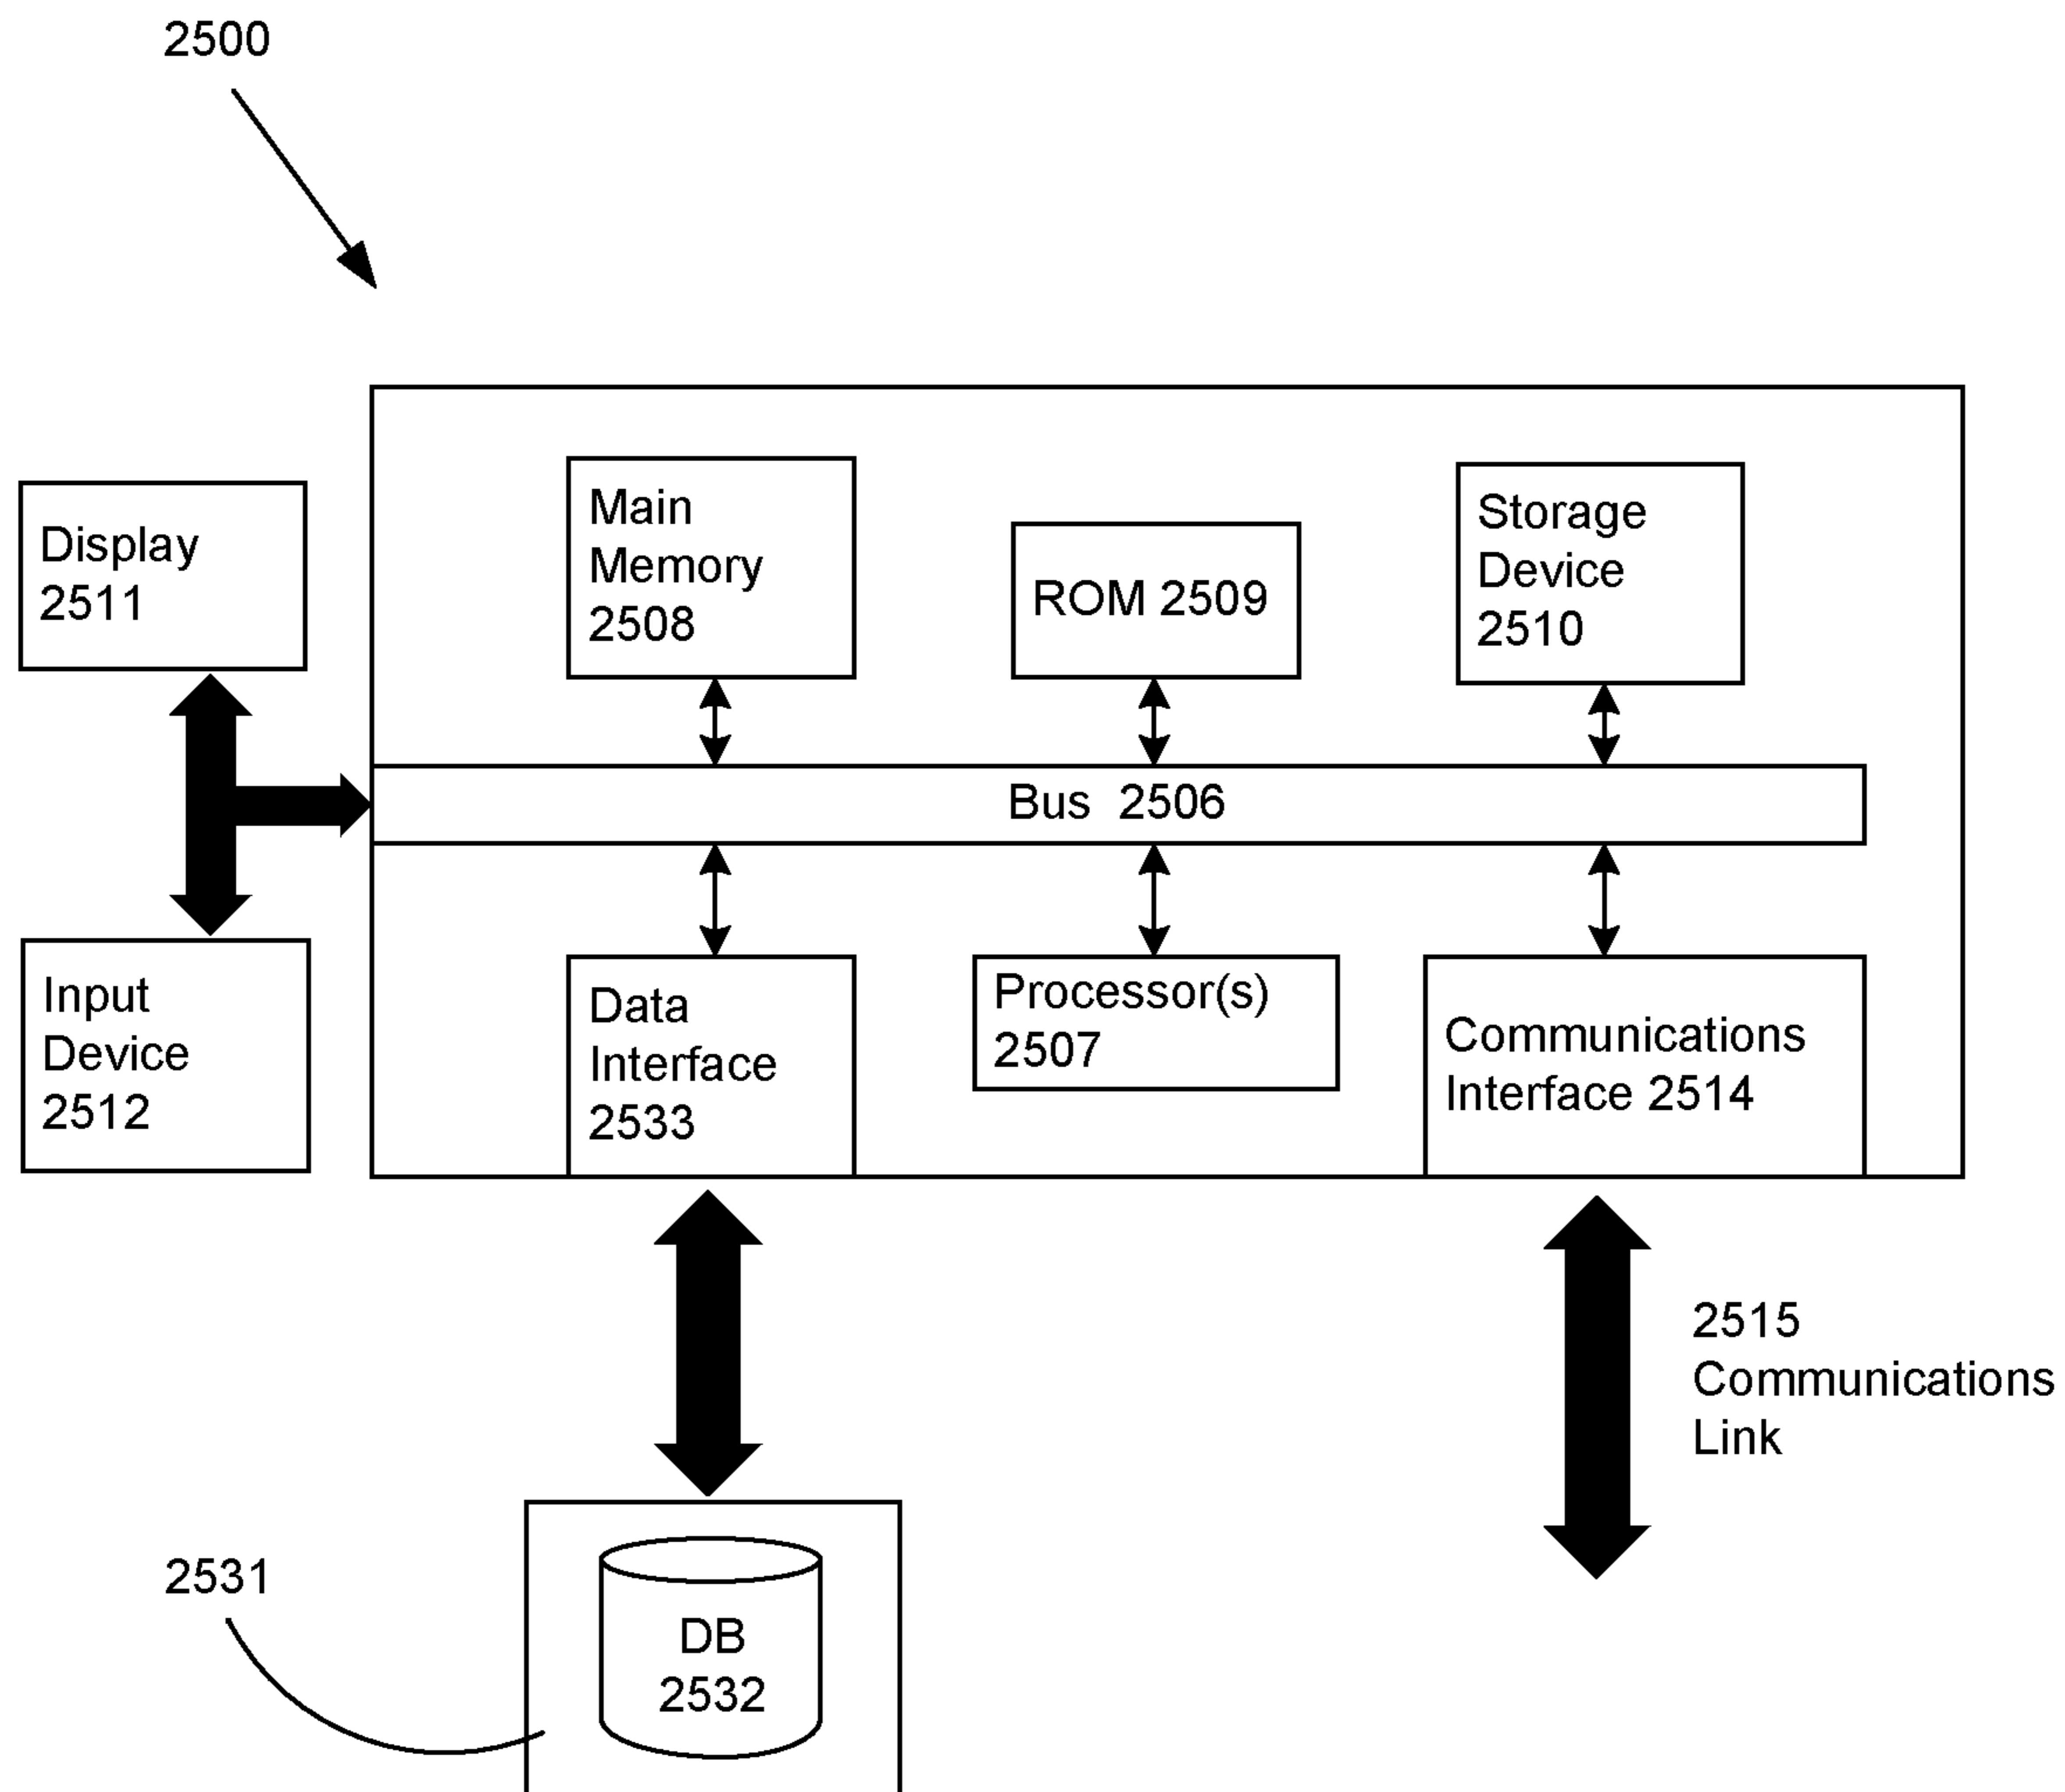 2500
Display
2511
Main
Memory
2508
ROM 2509
Storage
Device
2510
Bus 2506
Input
Device
2512
Data
Interface
2533
Processor(s)
2507
Communications
Interface 2514
2515
Communications
Link
2531
DB
2532